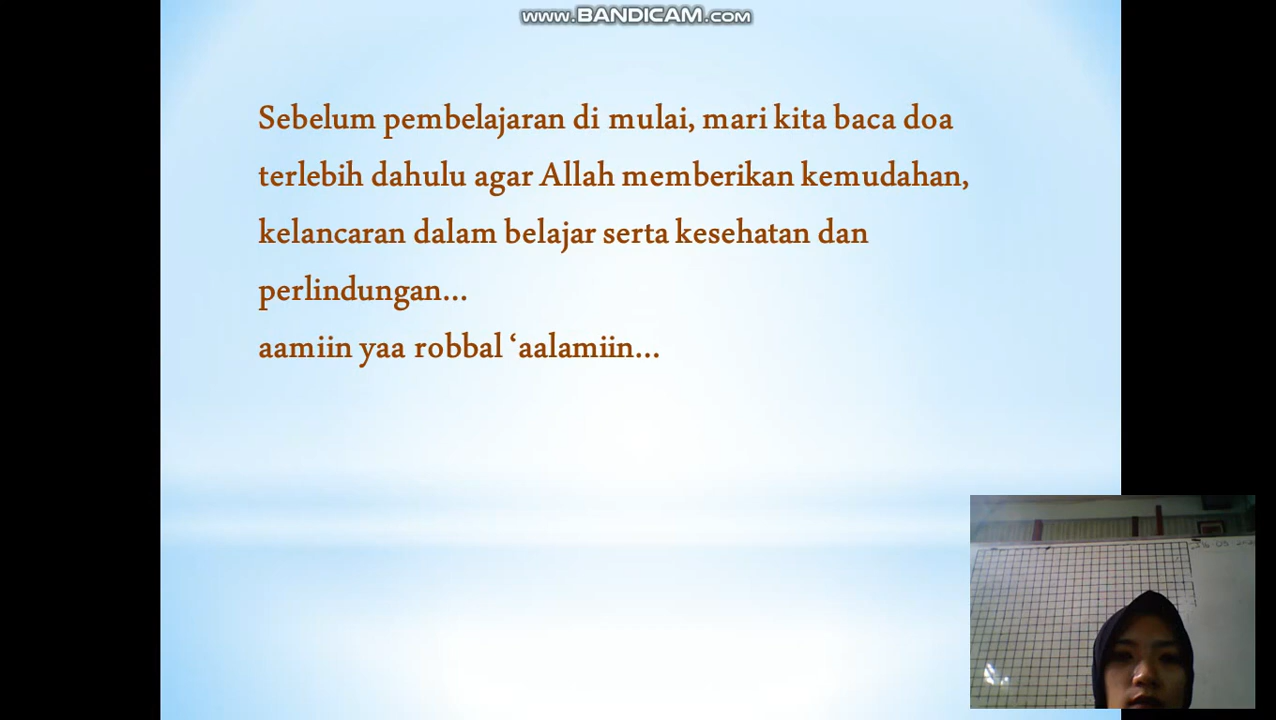 www.BANDICAM.com
Sebelum pembelajaran di mulai, mari kita baca doa
terlebih dahulu agar Allah memberikan kemudahan,
kelancaran dalam belajar serta kesehatan dan
perlindungan...
aamiin yaa robbal ‘aalamiin...